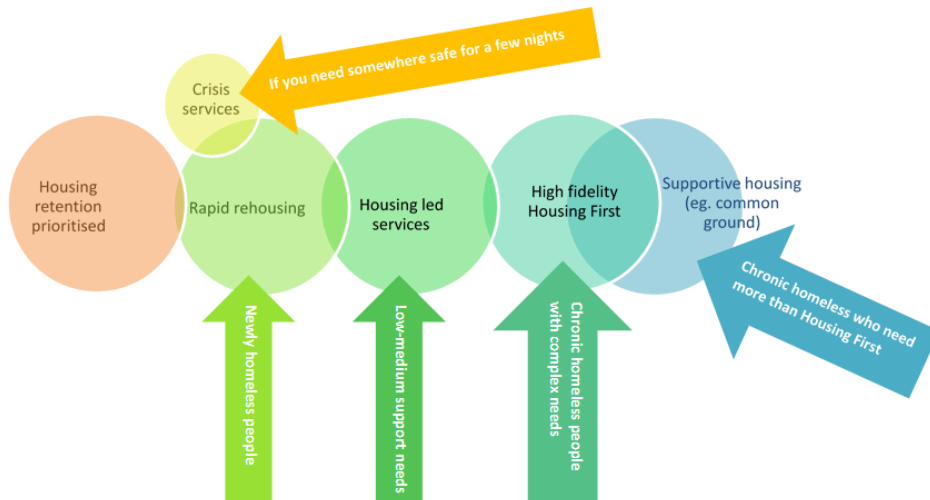 If you need somewhere safe for a few nights
Crisis
services
Housing
retention
prioritised
Rapid rehousing
Housing led
services
High fidelity
Housing First
Supportive housing
(eg. common
ground)
Newly homeless people
Low-medium support needs
Chronic homeless people
with complex needs
Chronic homeless who need
more than Housing First